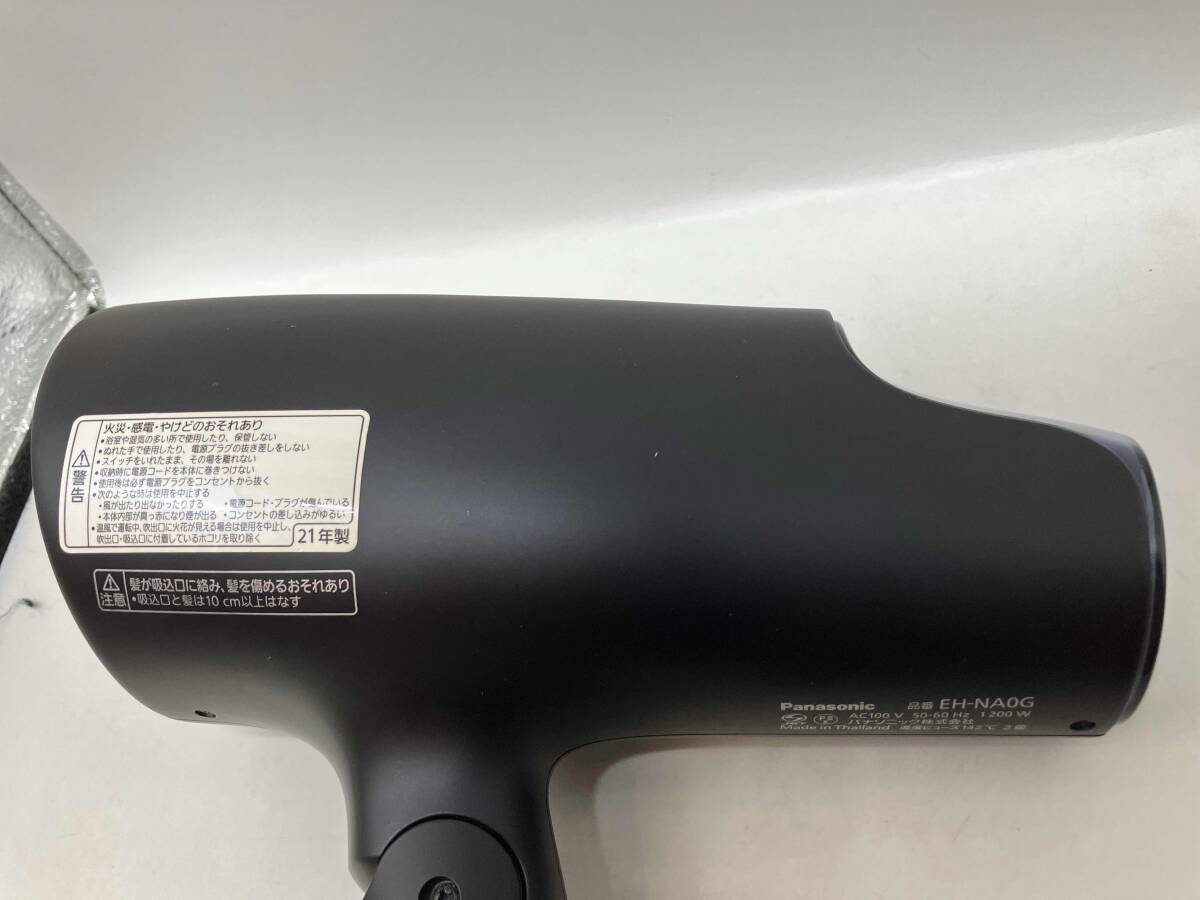 火災・感電・やけどのおそれあり
・浴室や湿気の多い所で使用したり、保管しない
・ぬれた手で使用したり、電源プラグの抜き差しをしない
・スイッチをいれたまま、その場を離れない
・収納時に電源コードを本体に巻きつけない
・使用後は必ず電源プラグをコンセントから抜く
・次のような時は使用を中止する
・風が出たり出なかったりする ・電源コード・プラグが傷んでいる
・本体内部が真っ赤になり煙が出る ・コンセントの差し込みがゆるい
・温風で運転中、吹出口に火花が見える場合は使用を中止し、
吹出口・吸込口に付着しているホコリを取り除く
警告
21年製
注意
髪が吸込口に絡み、髪を傷めるおそれあり
・吸込口と髪は10 cm以上はなす
Panasonic 品番 EH-NA0G
PS E AC100 V 50-60 Hz 1200 W
パナソニック株式会社
Made in Thailand 温度ヒューズ142℃ 2個